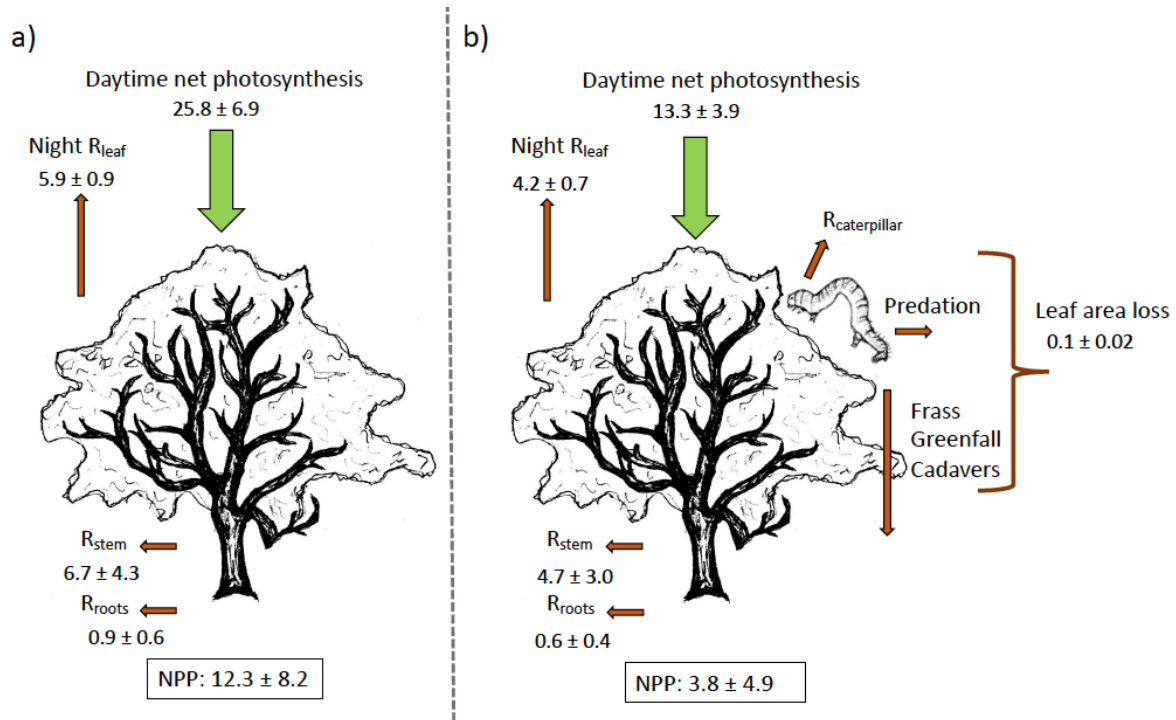 a)
Daytime net photosynthesis
25.8 ± 6.9
Night Rleaf
5.9 ± 0.9
Rstem
6.7 ± 4.3
Rroots
0.9 ± 0.6
NPP: 12.3 ± 8.2
b)
Daytime net photosynthesis
13.3 ± 3.9
Night Rleaf
4.2 ± 0.7
Rcaterpillar
Predation
Leaf area loss
0.1 ± 0.02
Frass
Greenfall
Cadavers
Rstem
4.7 ± 3.0
Rroots
0.6 ± 0.4
NPP: 3.8 ± 4.9